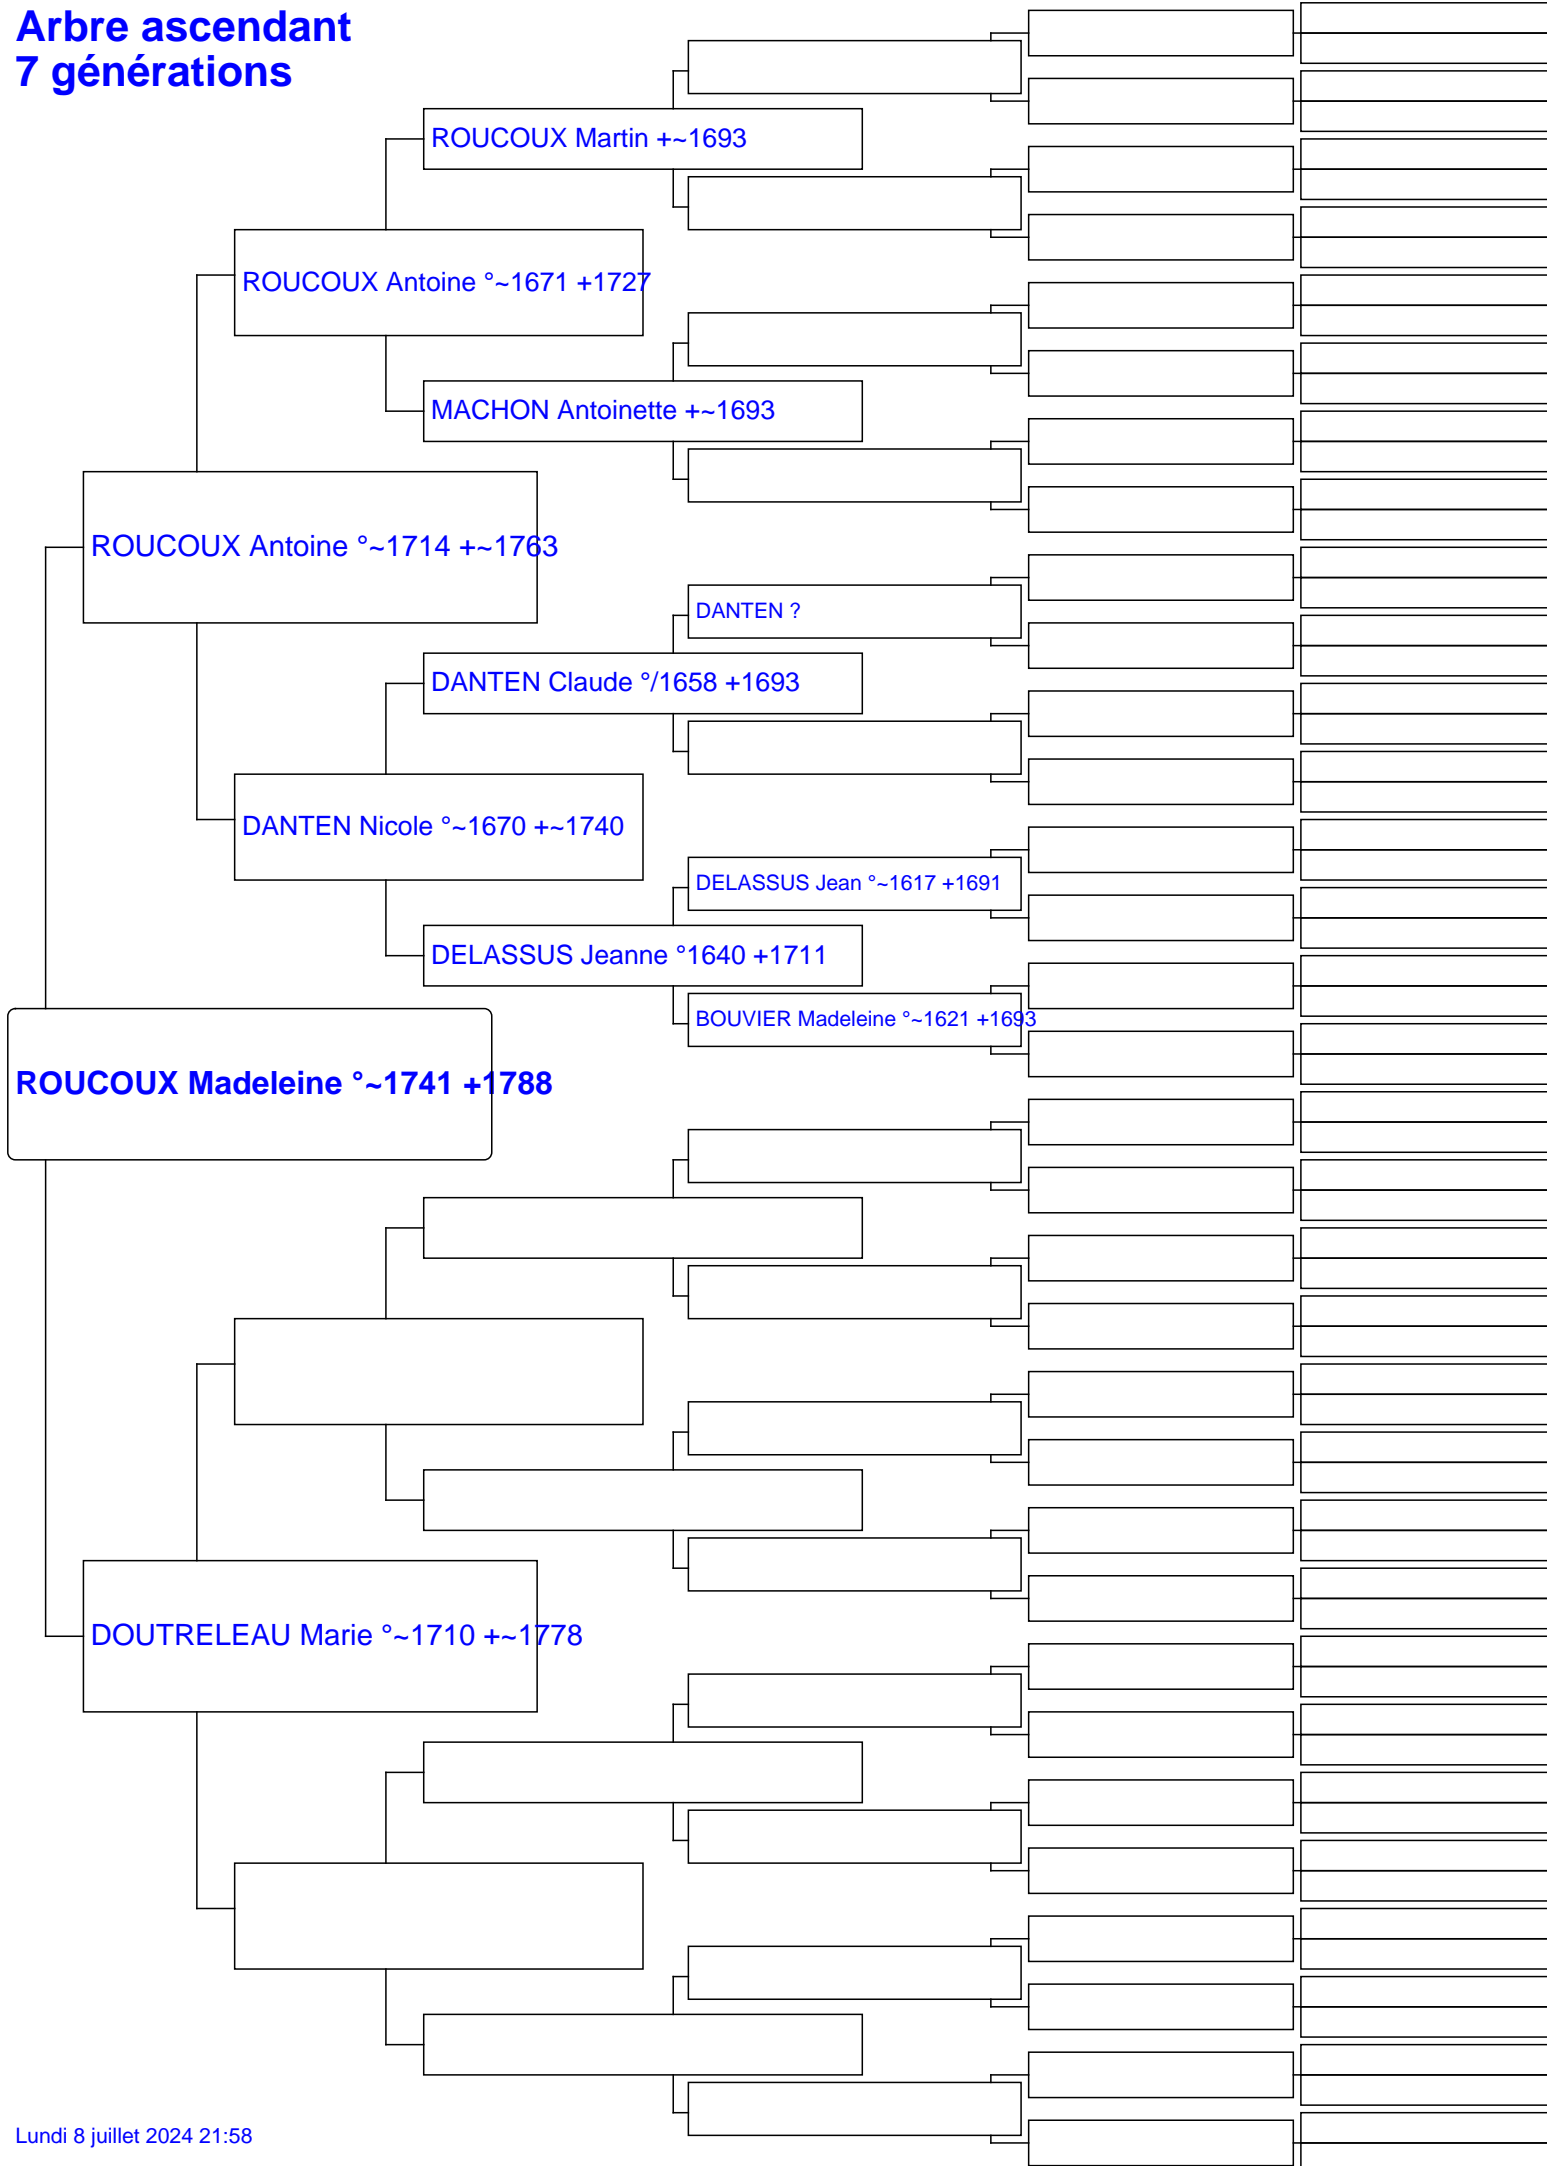 Arbre ascendant
7 générations
ROUCOUX Martin +~1693
ROUCOUX Antoine °~1671 +1727
MACHON Antoinette +~1693
ROUCOUX Antoine °~1714 +~1763
DANTEN ?
DANTEN Claude °/1658 +1693
DANTEN Nicole °~1670 +~1740
DELASSUS Jean °~1617 +1691
DELASSUS Jeanne °1640 +1711
BOUVIER Madeleine °~1621 +1693
ROUCOUX Madeleine °~1741 +1788
DOUTRELEAU Marie °~1710 +~1778
Lundi 8 juillet 2024 21:58